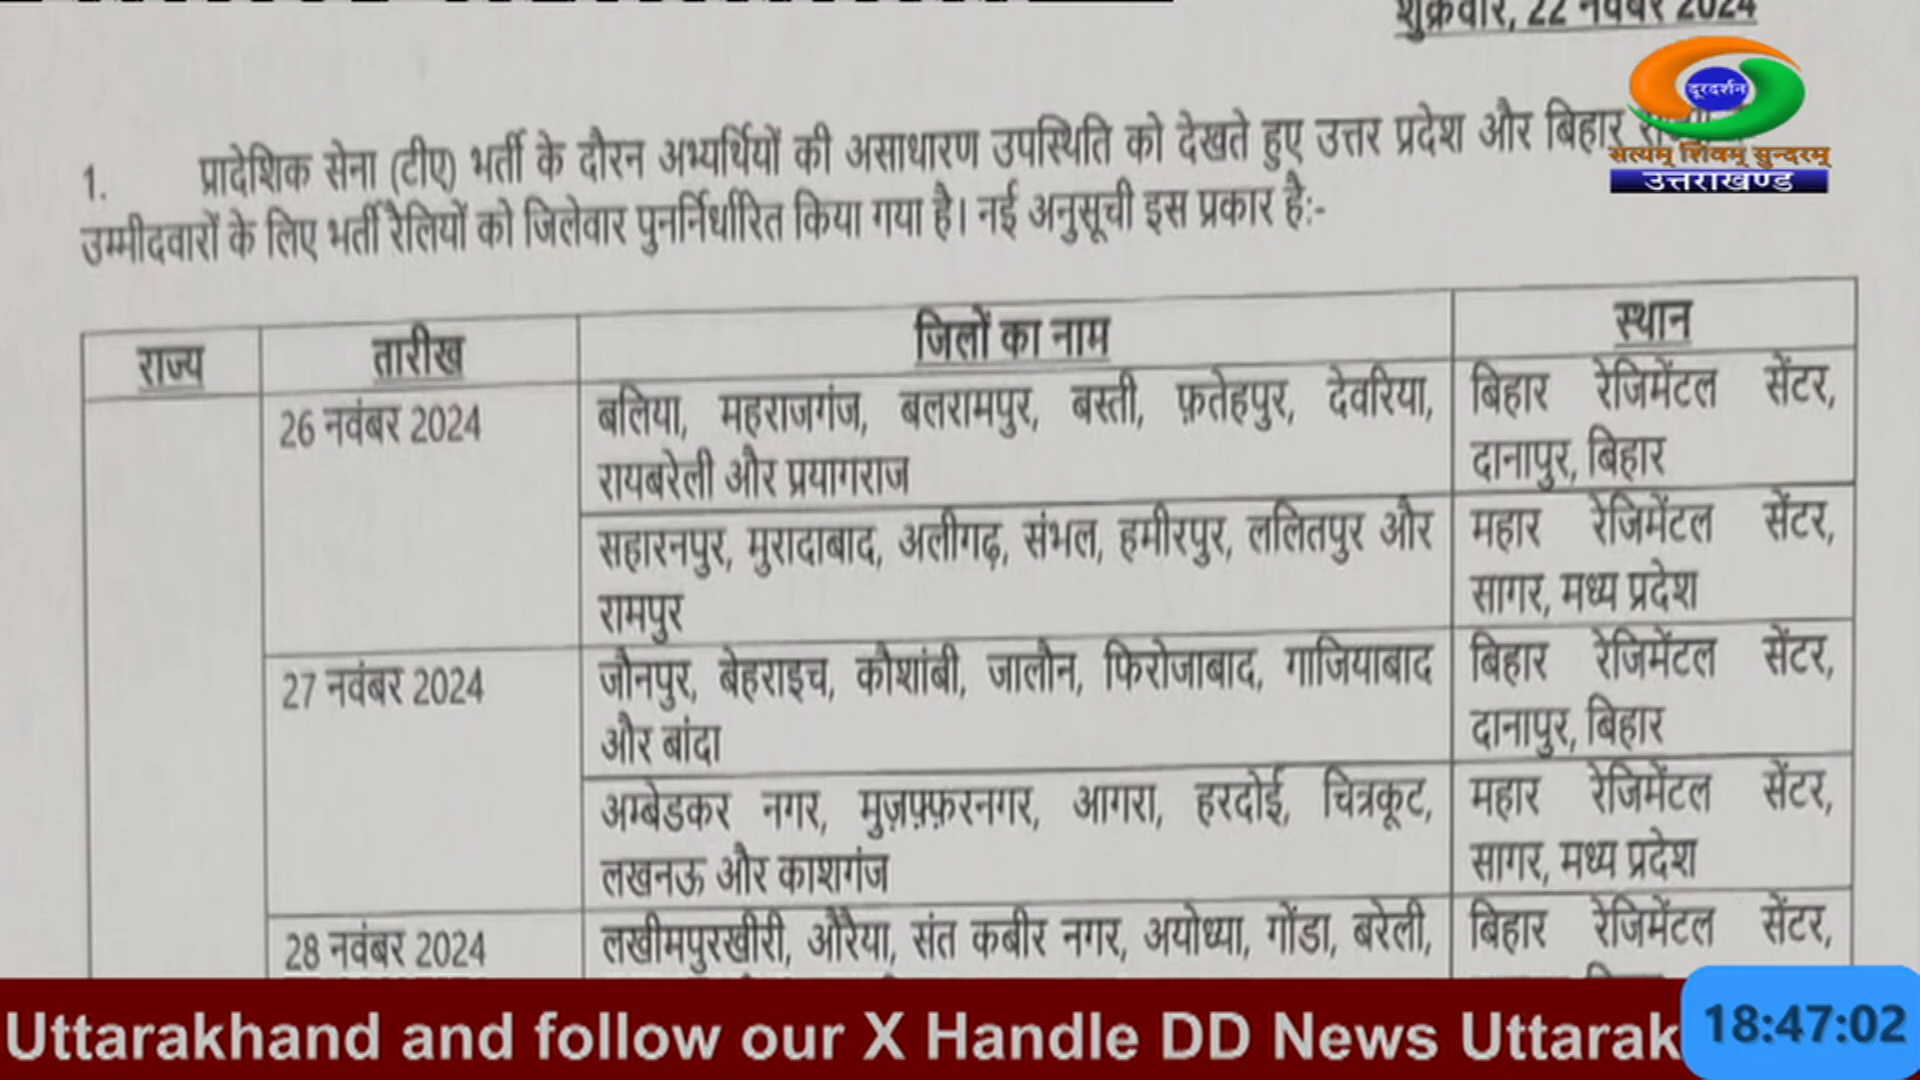 शुक्रवार, 22 नवंबर 2024
दूरदर्शन
सत्यम् शिवम् सुन्दरम्
उत्तराखण्ड
1. प्रादेशिक सेना (टीए) भर्ती के दौरन अभ्यर्थियों की असाधारण उपस्थिति को देखते हुए उत्तर प्रदेश और बिहार
उम्मीदवारों के लिए भर्ती रैलियों को जिलेवार पुनर्निर्धारित किया गया है। नई अनुसूची इस प्रकार है:-
राज्य तारीख जिलों का नाम स्थान
26 नवंबर 2024 बलिया, महराजगंज, बलरामपुर, बस्ती, फ़तेहपुर, देवरिया, बिहार रेजिमेंटल सेंटर,
रायबरेली और प्रयागराज दानापुर, बिहार
सहारनपुर, मुरादाबाद, अलीगढ़, संभल, हमीरपुर, ललितपुर और महार रेजिमेंटल सेंटर,
रामपुर सागर, मध्य प्रदेश
27 नवंबर 2024 जौनपुर, बेहराइच, कौशांबी, जालौन, फिरोजाबाद, गाजियाबाद बिहार रेजिमेंटल सेंटर,
और बांदा दानापुर, बिहार
अम्बेडकर नगर, मुज़फ़्फ़रनगर, आगरा, हरदोई, चित्रकूट, महार रेजिमेंटल सेंटर,
लखनऊ और काशगंज सागर, मध्य प्रदेश
28 नवंबर 2024 लखीमपुरखीरी, औरैया, संत कबीर नगर, अयोध्या, गोंडा, बरेली, बिहार रेजिमेंटल सेंटर,
Uttarakhand and follow our X Handle DD News Uttarak
18:47:02